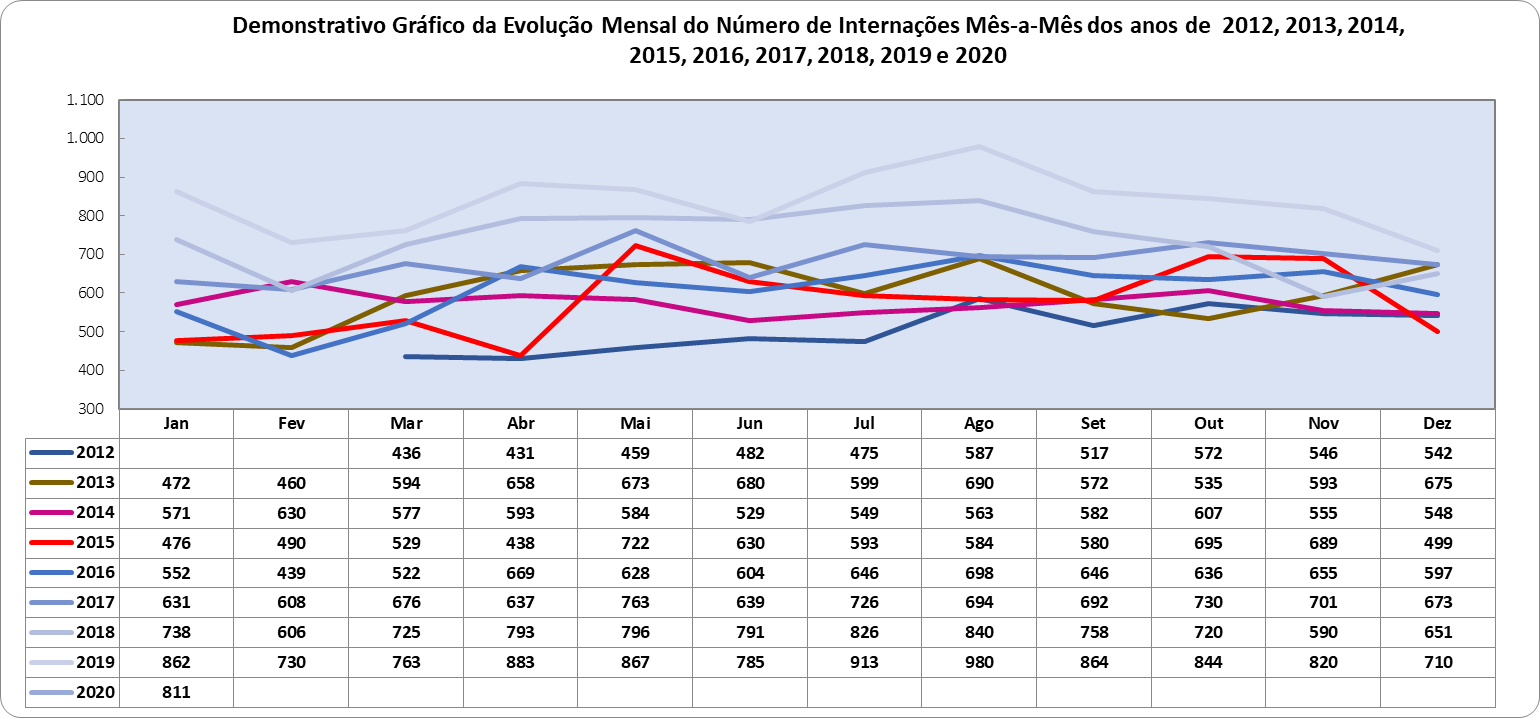 Demonstrativo Gráfico da Evolução Mensal do Número de Internações Mês-a-Mês dos anos de 2012, 2013, 2014,
2015, 2016, 2017, 2018, 2019 e 2020
1.100
1.000
900
800
700
600
500
400
300
Jan Fev Mar Abr Mai Jun Jul Ago Set Out Nov Dez
2012 436 431 459 482 475 587 517 572 546 542
2013 472 460 594 658 673 680 599 690 572 535 593 675
2014 571 630 577 593 584 529 549 563 582 607 555 548
2015 476 490 529 438 722 630 593 584 580 695 689 499
2016 552 439 522 669 628 604 646 698 646 636 655 597
2017 631 608 676 637 763 639 726 694 692 730 701 673
2018 738 606 725 793 796 791 826 840 758 720 590 651
2019 862 730 763 883 867 785 913 980 864 844 820 710
2020 811